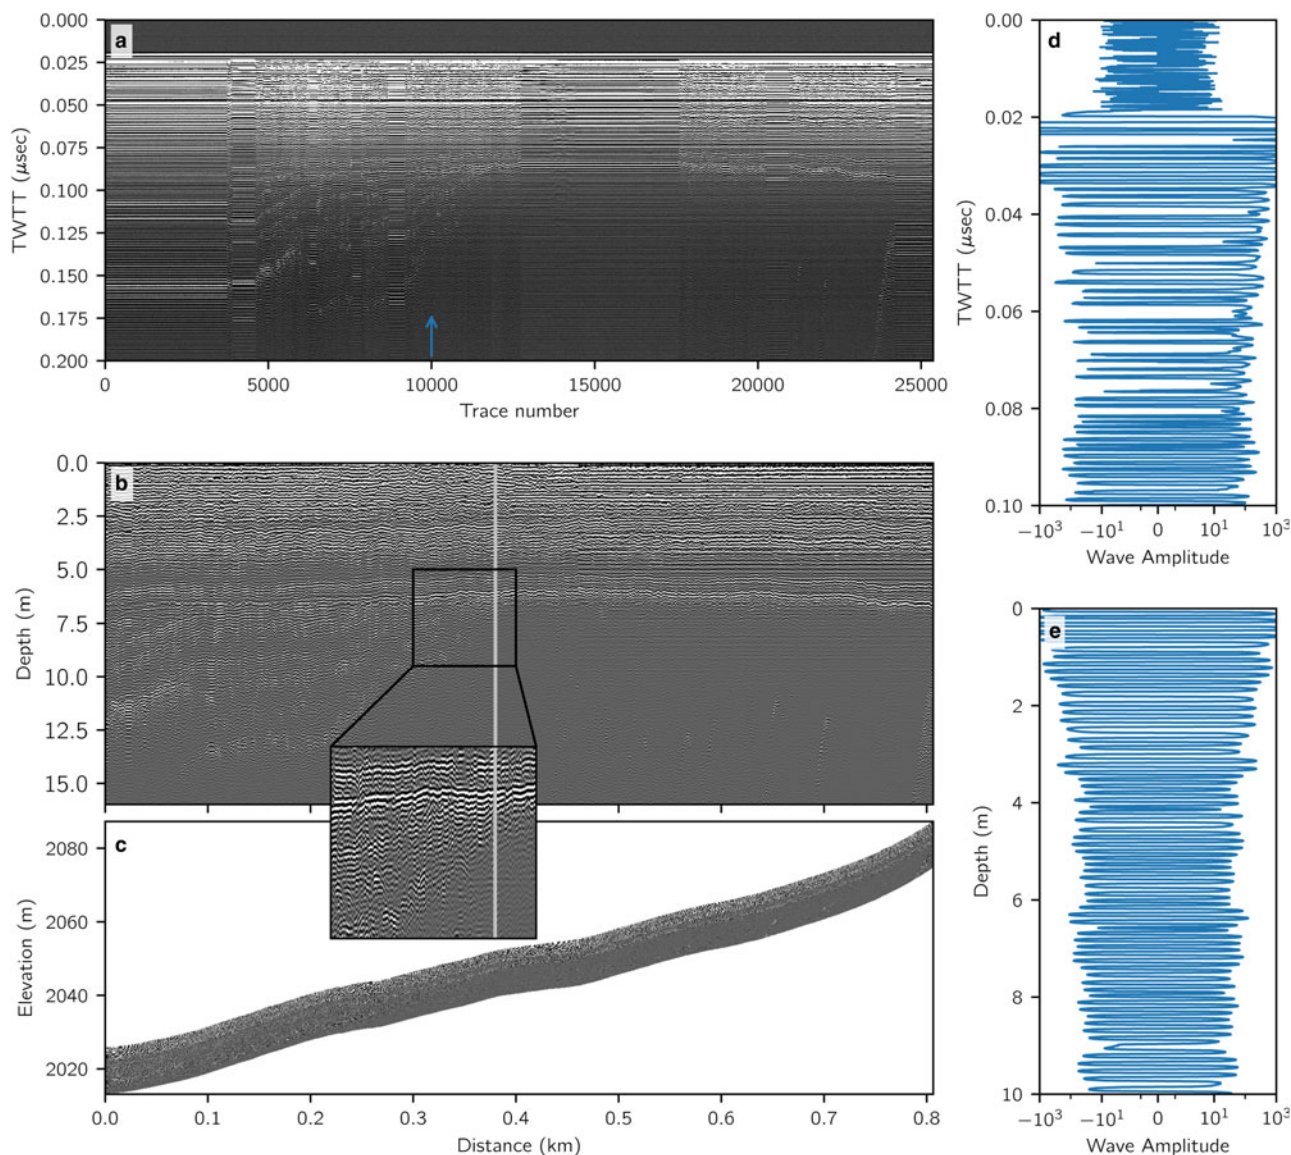 a
0.000
0.025
0.050
0.075
0.100
0.125
0.150
0.175
0.200
TWTT (μsec)
0 5000 10000 15000 20000 25000
Trace number
b
0.0
2.5
5.0
7.5
10.0
12.5
15.0
Depth (m)
c
2080
2060
2040
2020
Elevation (m)
0.0 0.1 0.2 0.3 0.4 0.5 0.6 0.7 0.8
Distance (km)
d
0.00
0.02
0.04
0.06
0.08
0.10
TWTT (μsec)
−10³ −10¹ 0 10¹ 10³
Wave Amplitude
e
0
2
4
6
8
10
Depth (m)
−10³ −10¹ 0 10¹ 10³
Wave Amplitude